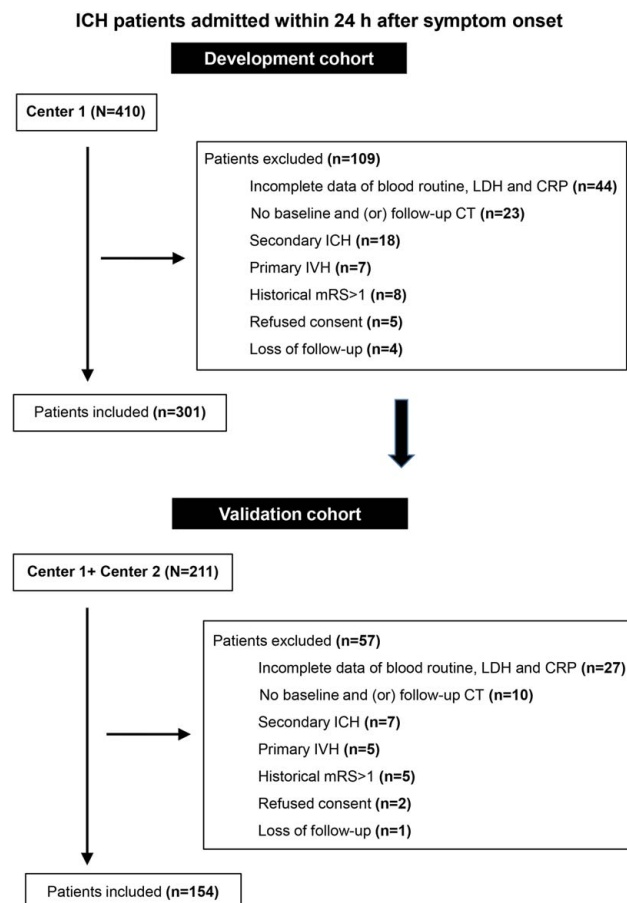 ICH patients admitted within 24 h after symptom onset
Development cohort
Center 1 (N=410)
Patients excluded (n=109)
Incomplete data of blood routine, LDH and CRP (n=44)
No baseline and (or) follow-up CT (n=23)
Secondary ICH (n=18)
Primary IVH (n=7)
Historical mRS>1 (n=8)
Refused consent (n=5)
Loss of follow-up (n=4)
Patients included (n=301)
Validation cohort
Center 1+ Center 2 (N=211)
Patients excluded (n=57)
Incomplete data of blood routine, LDH and CRP (n=27)
No baseline and (or) follow-up CT (n=10)
Secondary ICH (n=7)
Primary IVH (n=5)
Historical mRS>1 (n=5)
Refused consent (n=2)
Loss of follow-up (n=1)
Patients included (n=154)